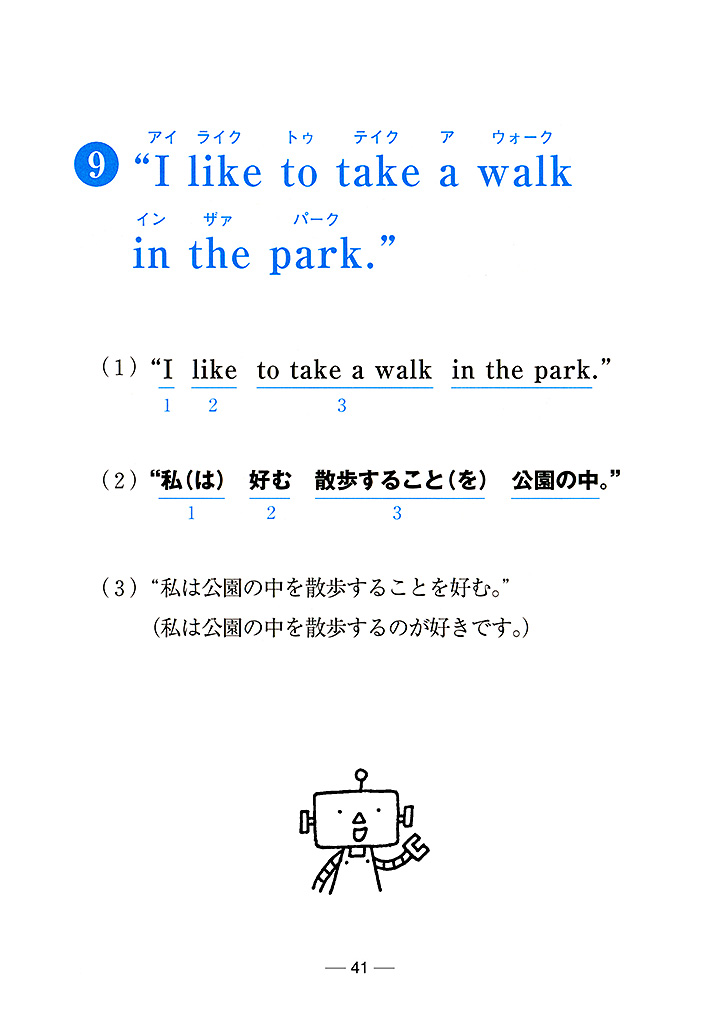 アイ ライク トゥ テイク ア ウォーク
9 “I like to take a walk
イン ザァ パーク
in the park.”
(1) “I like to take a walk in the park.”
1 2 3
(2) “私(は) 好む 散歩すること(を) 公園の中。”
1 2 3
(3) “私は公園の中を散歩することを好む。”
(私は公園の中を散歩するのが好きです。)
— 41 —